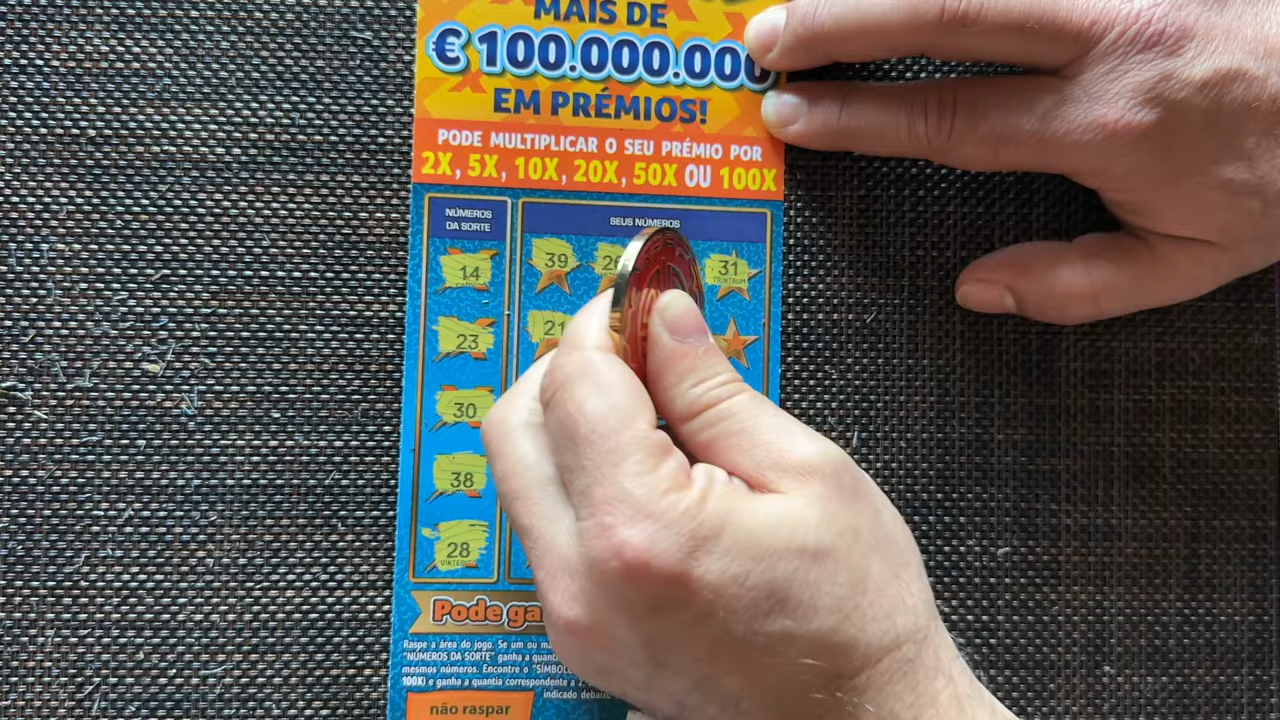 MAIS DE
€ 100.000.000
EM PRÉMIOS!
PODE MULTIPLICAR O SEU PRÉMIO POR
2X, 5X, 10X, 20X, 50X OU 100X
NÚMEROS
DA SORTE
SEUS NÚMEROS
14
39
31
TRINTAUM
23
21
30
38
28
Pode
Raspe a área do jogo. Se um ou
"NÚMEROS DA SORTE" ganha a
mesmos números. Encontre o
100X) e ganha a quantia correspondente a
indicado
não raspar